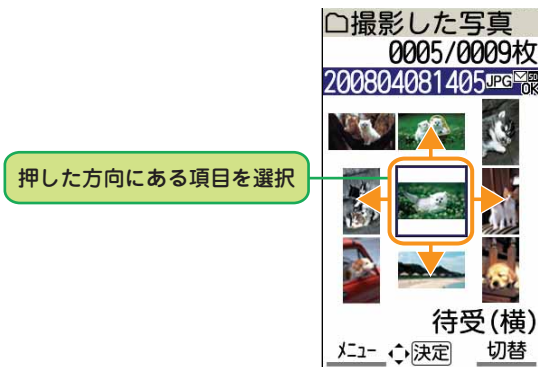 撮影した写真
0005/0009枚
200804081405 JPG SD OK
押した方向にある項目を選択
待受(横)
メニュー 決定 切替